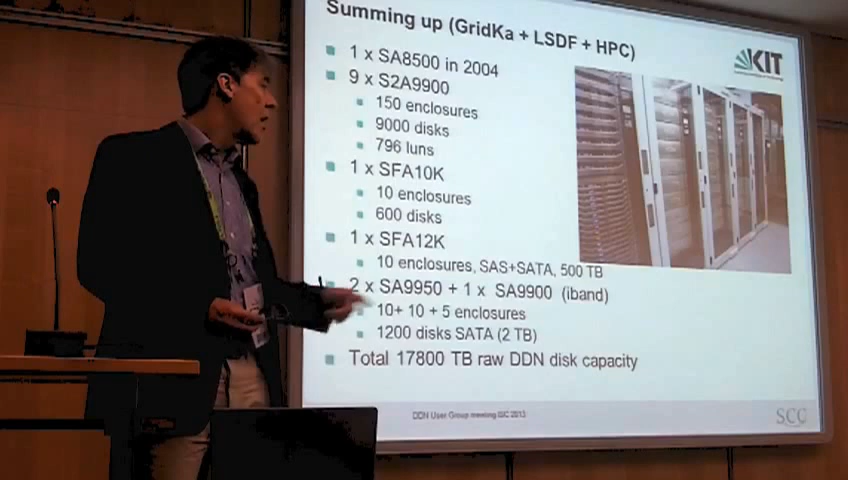 Summing up (GridKa + LSDF + HPC)
1 x SA8500 in 2004
9 x S2A9900
150 enclosures
9000 disks
796 luns
1 x SFA10K
10 enclosures
600 disks
1 x SFA12K
10 enclosures, SAS+SATA, 500 TB
2 x SA9950 + 1 x SA9900 (iband)
10+ 10 + 5 enclosures
1200 disks SATA (2 TB)
Total 17800 TB raw DDN disk capacity
KIT
DDN User Group meeting ISC 2013
SCC